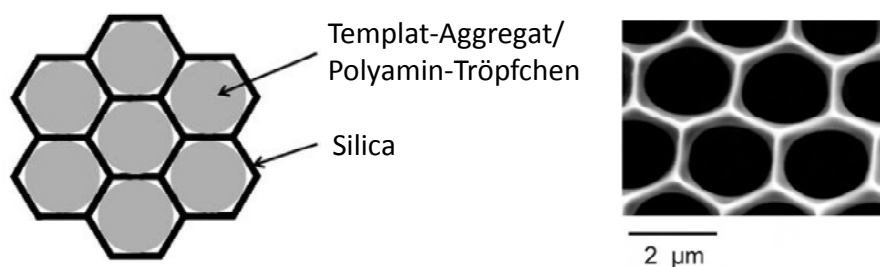 Templat-Aggregat/
Polyamin-Tröpfchen
Silica
2 µm